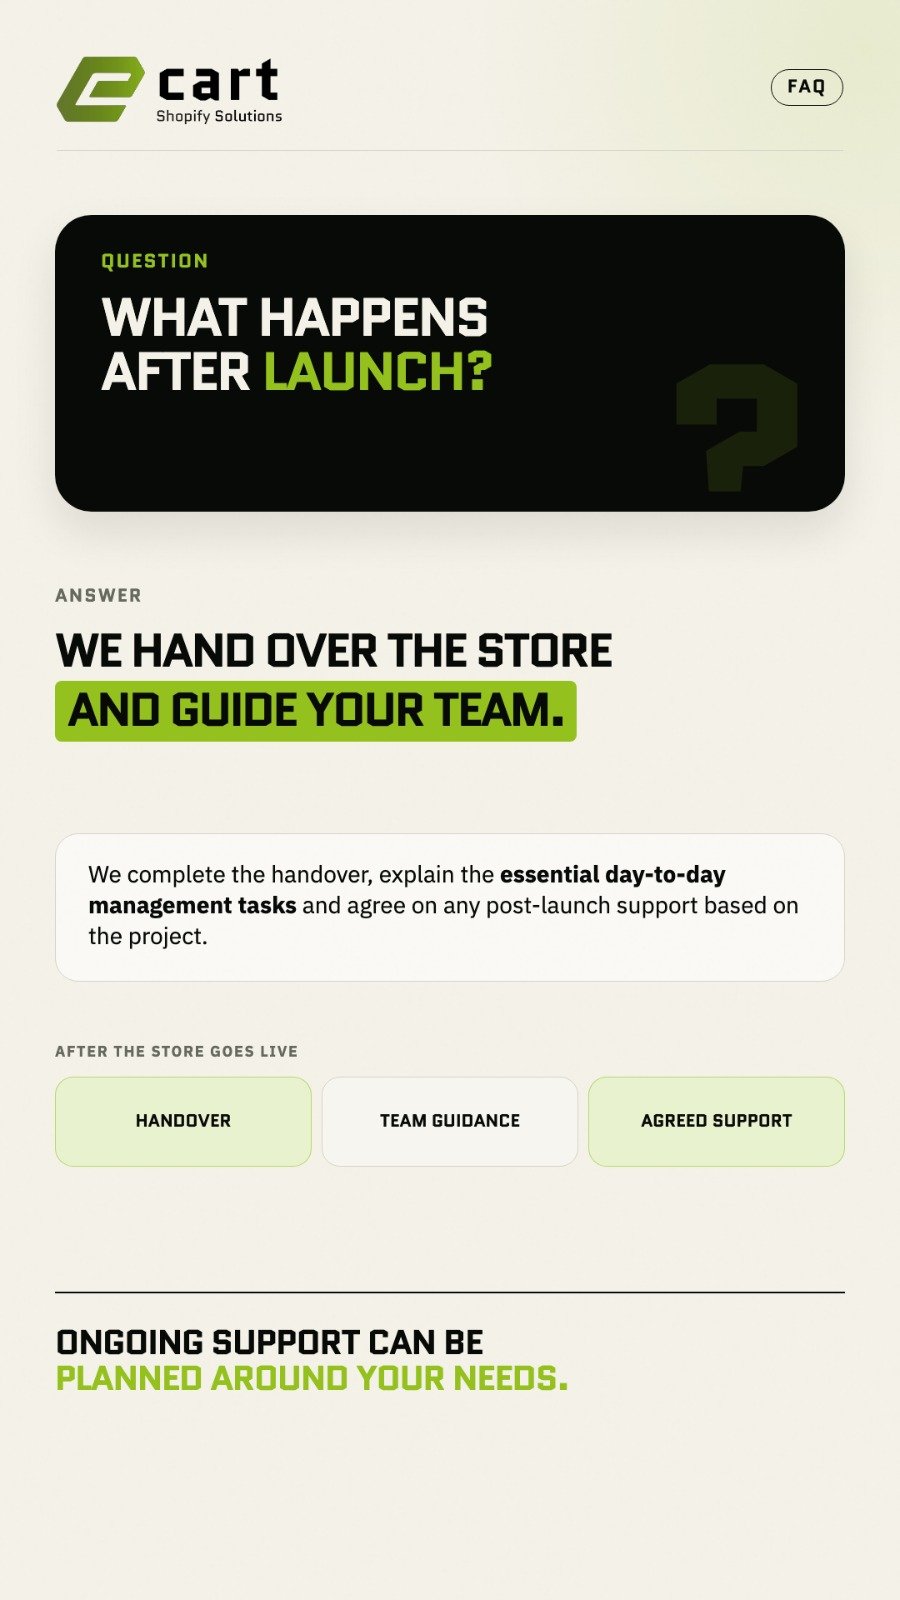 cart
Shopify Solutions
FAQ
QUESTION
WHAT HAPPENS
AFTER LAUNCH?
?
ANSWER
WE HAND OVER THE STORE
AND GUIDE YOUR TEAM.
We complete the handover, explain the essential day-to-day
management tasks and agree on any post-launch support based on
the project.
AFTER THE STORE GOES LIVE
HANDOVER
TEAM GUIDANCE
AGREED SUPPORT
ONGOING SUPPORT CAN BE
PLANNED AROUND YOUR NEEDS.